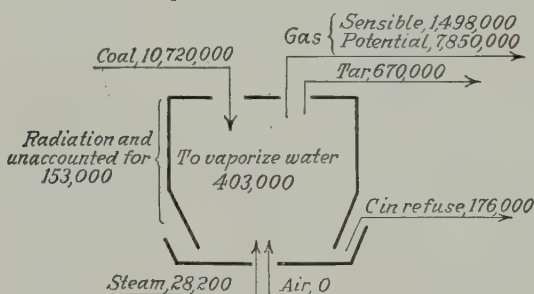 Gas { Sensible, 1,498,000
Potential, 7,850,000
Coal, 10,720,000
Tar, 670,000
Radiation and
unaccounted for
153,000
To vaporize water
403,000
C in refuse, 176,000
Steam, 28,200
Air, 0